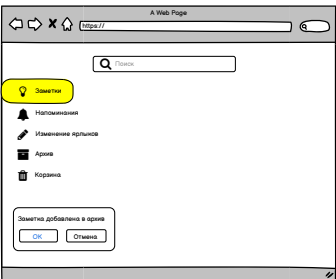 A Web Page
https://
Поиск
Заметки
Напоминания
Изменение ярлыков
Архив
Корзина
Заметка добавлена в архив
OK Отмена